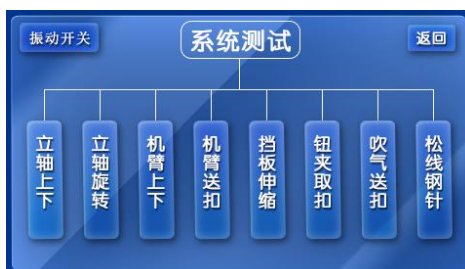 振动开关
系统测试
返回
立轴上下
立轴旋转
机臂上下
机臂送扣
挡板伸缩
钮夹取扣
吹气送扣
松线钢针